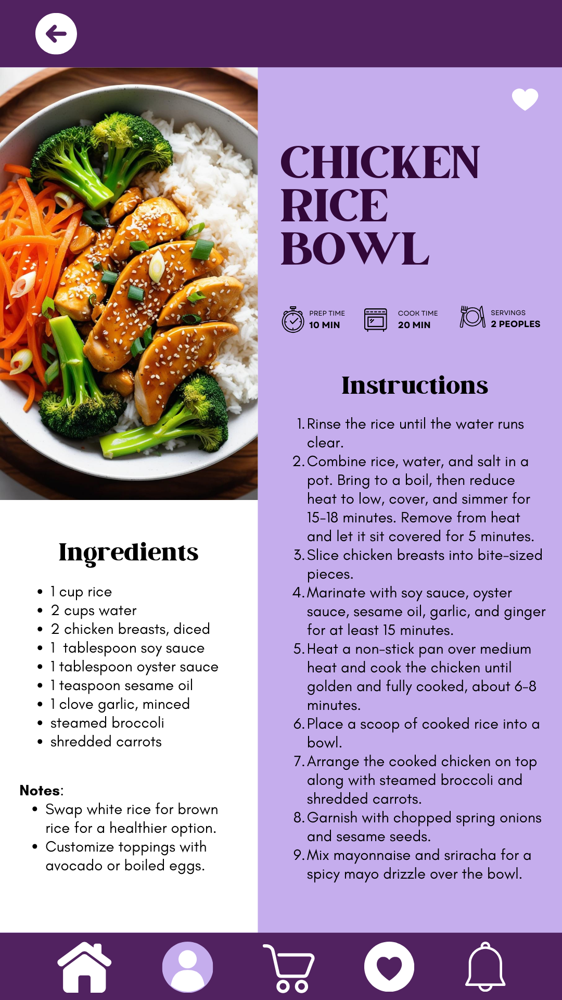 CHICKEN
RICE
BOWL
PREP TIME
10 MIN
COOK TIME
20 MIN
SERVINGS
2 PEOPLES
Instructions
1. Rinse the rice until the water runs
clear.
2. Combine rice, water, and salt in a
pot. Bring to a boil, then reduce
heat to low, cover, and simmer for
15-18 minutes. Remove from heat
and let it sit covered for 5 minutes.
3. Slice chicken breasts into bite-sized
pieces.
4. Marinate with soy sauce, oyster
sauce, sesame oil, garlic, and ginger
for at least 15 minutes.
5. Heat a non-stick pan over medium
heat and cook the chicken until
golden and fully cooked, about 6-8
minutes.
6. Place a scoop of cooked rice into a
bowl.
7. Arrange the cooked chicken on top
along with steamed broccoli and
shredded carrots.
8. Garnish with chopped spring onions
and sesame seeds.
9. Mix mayonnaise and sriracha for a
spicy mayo drizzle over the bowl.
Ingredients
• 1 cup rice
• 2 cups water
• 2 chicken breasts, diced
• 1 tablespoon soy sauce
• 1 tablespoon oyster sauce
• 1 teaspoon sesame oil
• 1 clove garlic, minced
• steamed broccoli
• shredded carrots
Notes:
• Swap white rice for brown
rice for a healthier option.
• Customize toppings with
avocado or boiled eggs.